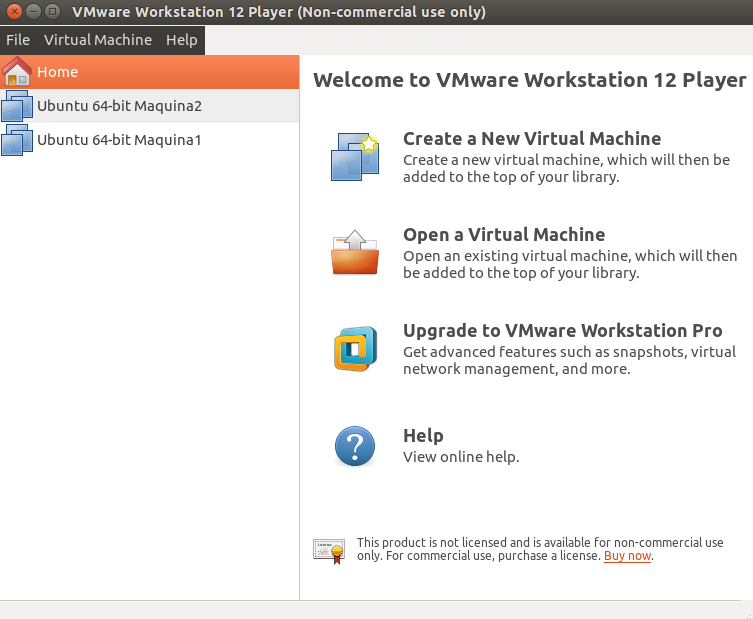 VMware Workstation 12 Player (Non-commercial use only)
File Virtual Machine Help
Home
Ubuntu 64-bit Maquina2
Ubuntu 64-bit Maquina1
Welcome to VMware Workstation 12 Player
Create a New Virtual Machine
Create a new virtual machine, which will then be
added to the top of your library.
Open a Virtual Machine
Open an existing virtual machine, which will then
be added to the top of your library.
Upgrade to VMware Workstation Pro
Get advanced features such as snapshots, virtual
network management, and more.
Help
View online help.
This product is not licensed and is available for non-commercial use
only. For commercial use, purchase a license. Buy now.